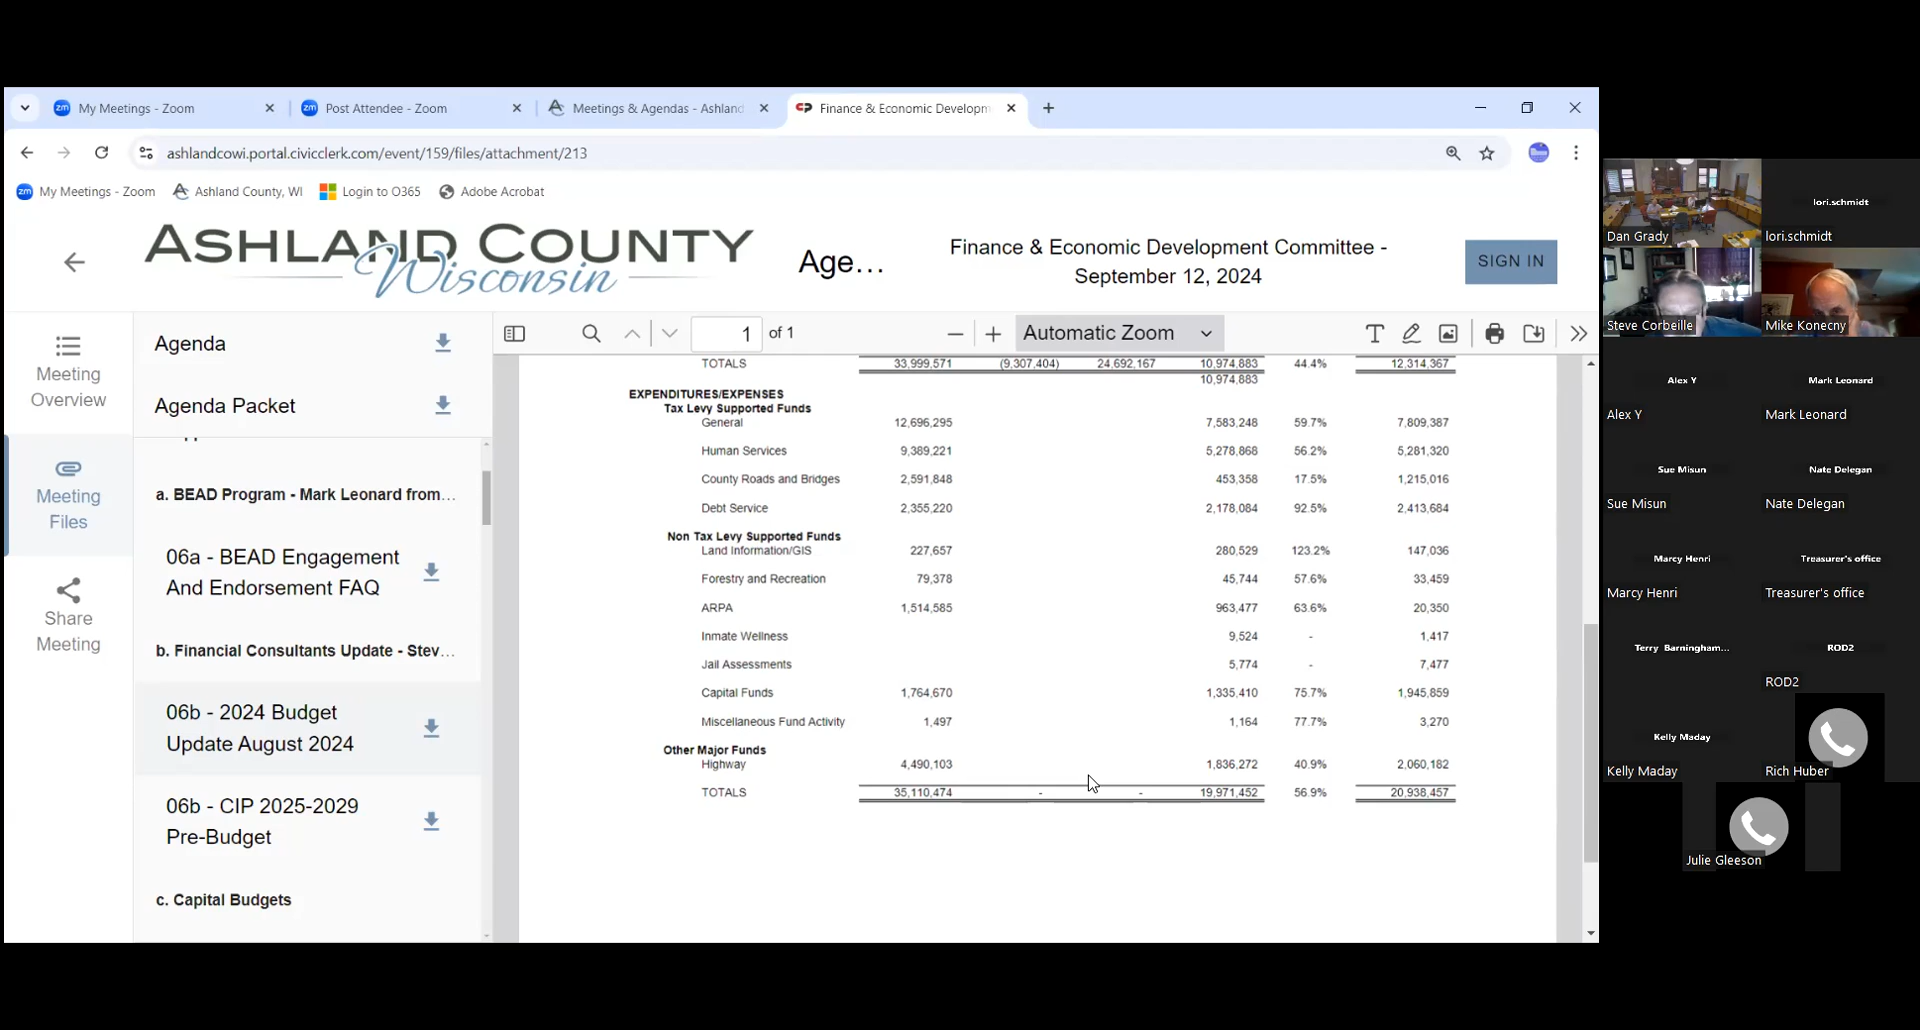 My Meetings - Zoom
Post Attendee - Zoom
Meetings & Agendas - Ashland
Finance & Economic Developm
ashlandcowi.portal.civicclerk.com/event/159/files/attachment/213
My Meetings - Zoom
Ashland County, WI
Login to O365
Adobe Acrobat
ASHLAND COUNTY
Wisconsin
Age...
Finance & Economic Development Committee -
September 12, 2024
SIGN IN
Meeting
Overview
Meeting
Files
Share
Meeting
Agenda
Agenda Packet
a. BEAD Program - Mark Leonard from...
06a - BEAD Engagement
And Endorsement FAQ
b. Financial Consultants Update - Stev...
06b - 2024 Budget
Update August 2024
06b - CIP 2025-2029
Pre-Budget
c. Capital Budgets
1 of 1
Automatic Zoom
TOTALS 33,999,571 (9,307,404) 24,692,167 10,974,883 44.4% 12,314,367
10,974,883
EXPENDITURES/EXPENSES
Tax Levy Supported Funds
General 12,696,295 7,583,248 59.7% 7,809,387
Human Services 9,389,221 5,278,868 56.2% 5,281,320
County Roads and Bridges 2,591,848 453,358 17.5% 1,215,016
Debt Service 2,355,220 2,178,084 92.5% 2,413,684
Non Tax Levy Supported Funds
Land Information/GIS 227,657 280,529 123.2% 147,036
Forestry and Recreation 79,378 45,744 57.6% 33,459
ARPA 1,514,585 963,477 63.6% 20,350
Inmate Wellness 9,524 - 1,417
Jail Assessments 5,774 - 7,477
Capital Funds 1,764,670 1,335,410 75.7% 1,945,859
Miscellaneous Fund Activity 1,497 1,164 77.7% 3,270
Other Major Funds
Highway 4,490,103 1,836,272 40.9% 2,060,182
TOTALS 35,110,474 - - 19,971,452 56.9% 20,938,457
Dan Grady
lori.schmidt
lori.schmidt
Steve Corbeille
Mike Konecny
Alex Y
Alex Y
Mark Leonard
Mark Leonard
Sue Misun
Sue Misun
Nate Delegan
Nate Delegan
Marcy Henri
Marcy Henri
Treasurer's office
Treasurer's office
Terry Barningham...
ROD2
ROD2
Kelly Maday
Kelly Maday
Rich Huber
Julie Gleeson